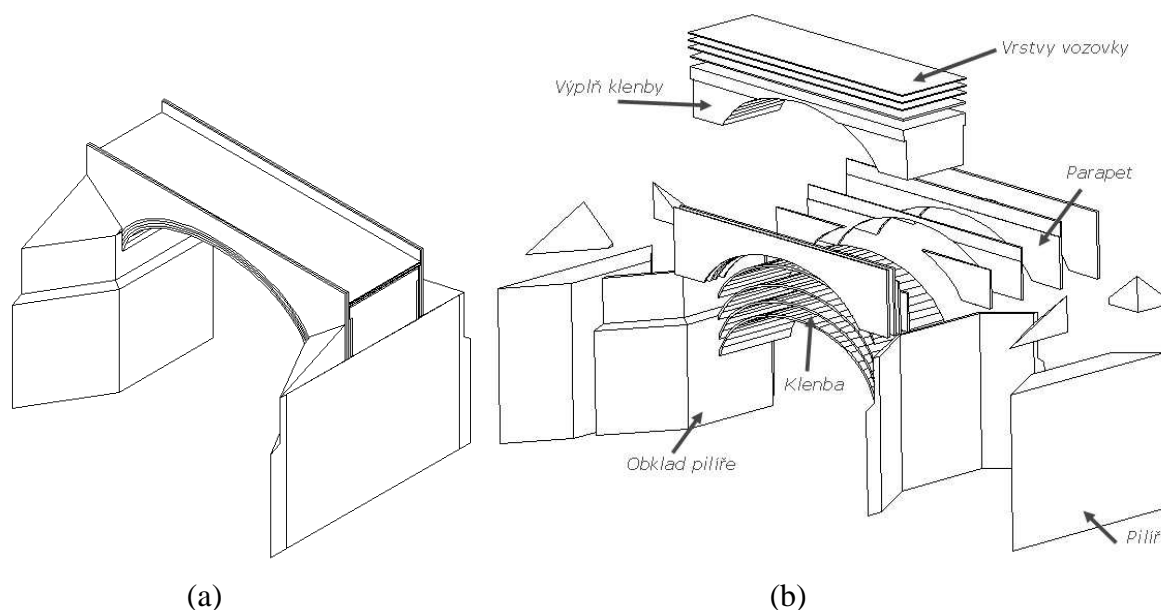 Vrstvy vozovky
Výplň klenby
Parapet
Klenba
Obklad pilíře
Pilíř
(a)
(b)